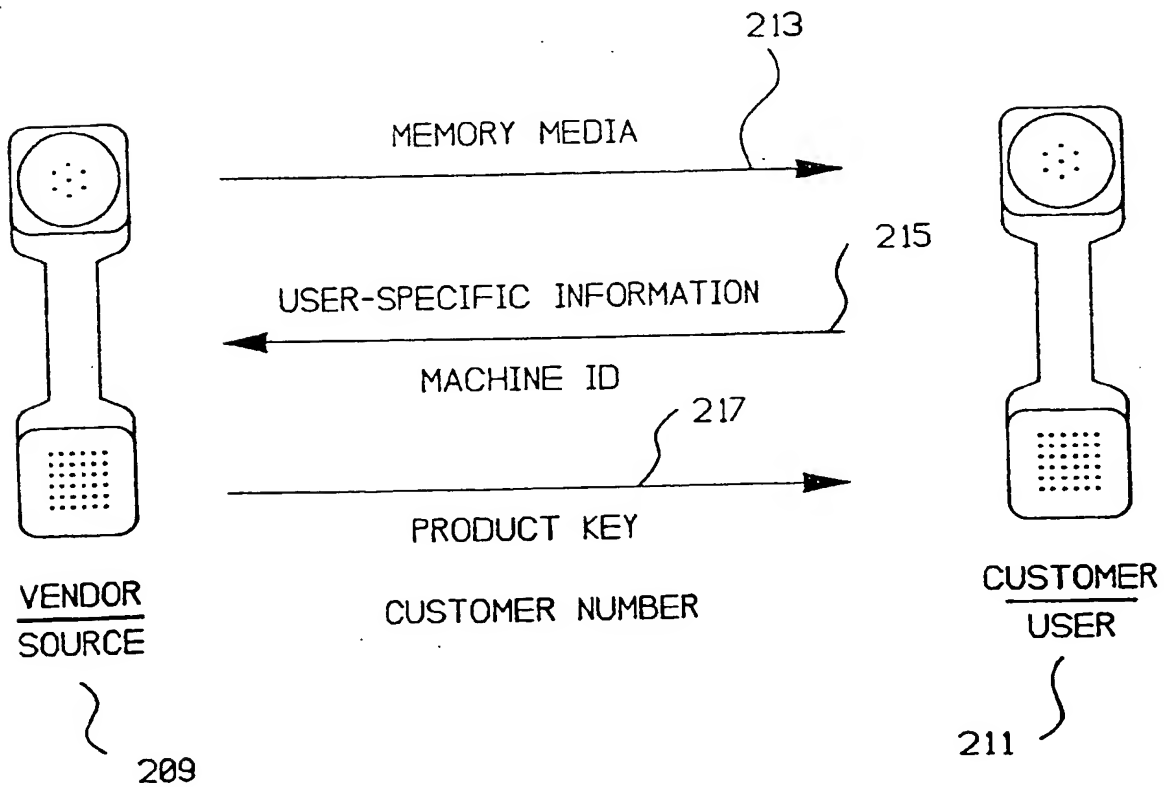 213
MEMORY MEDIA
215
USER-SPECIFIC INFORMATION
MACHINE ID
217
PRODUCT KEY
VENDOR
SOURCE
CUSTOMER NUMBER
CUSTOMER
USER
209
211